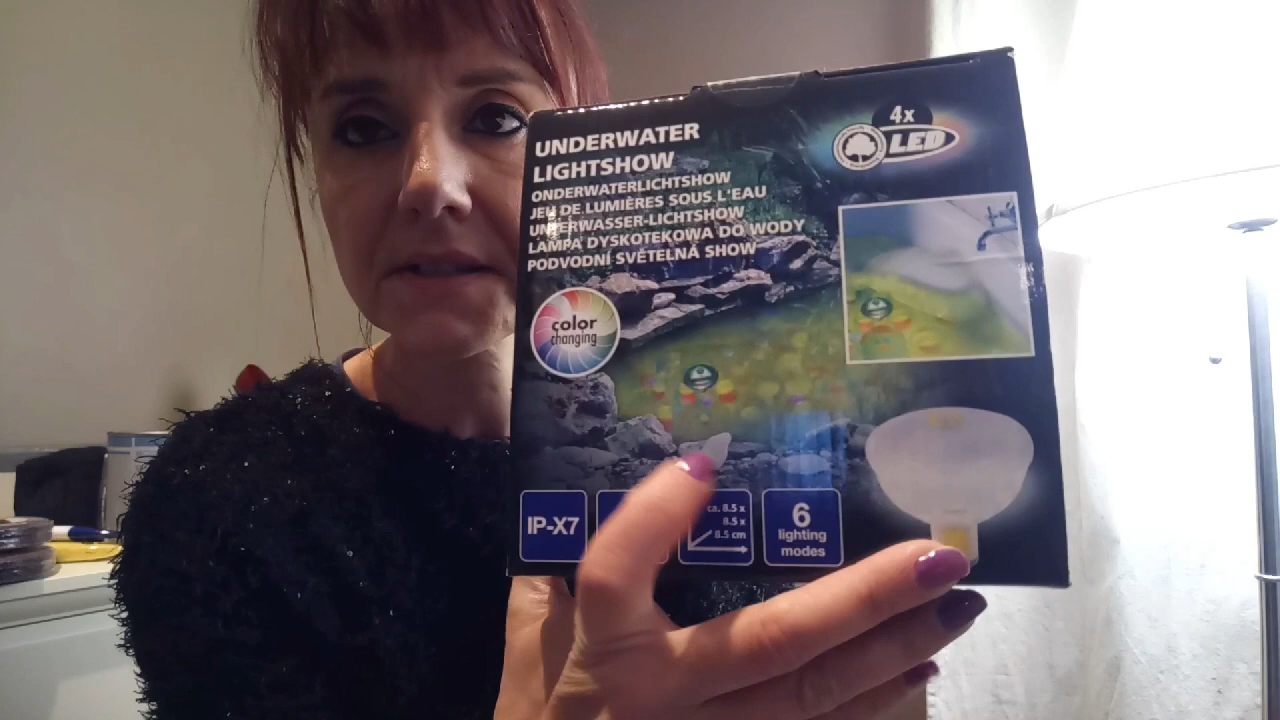 UNDERWATER
LIGHTSHOW
ONDERWATERLICHTSHOW
JEU DE LUMIÈRES SOUS L'EAU
UNTERWASSER-LICHTSHOW
LAMPA DYSKOTEKOWA DO WODY
PODVODNÍ SVĚTELNÁ SHOW
4x
LED
color
changing
IP-X7
ca. 8.5 x
8.5 x
8.5 cm
6
lighting
modes